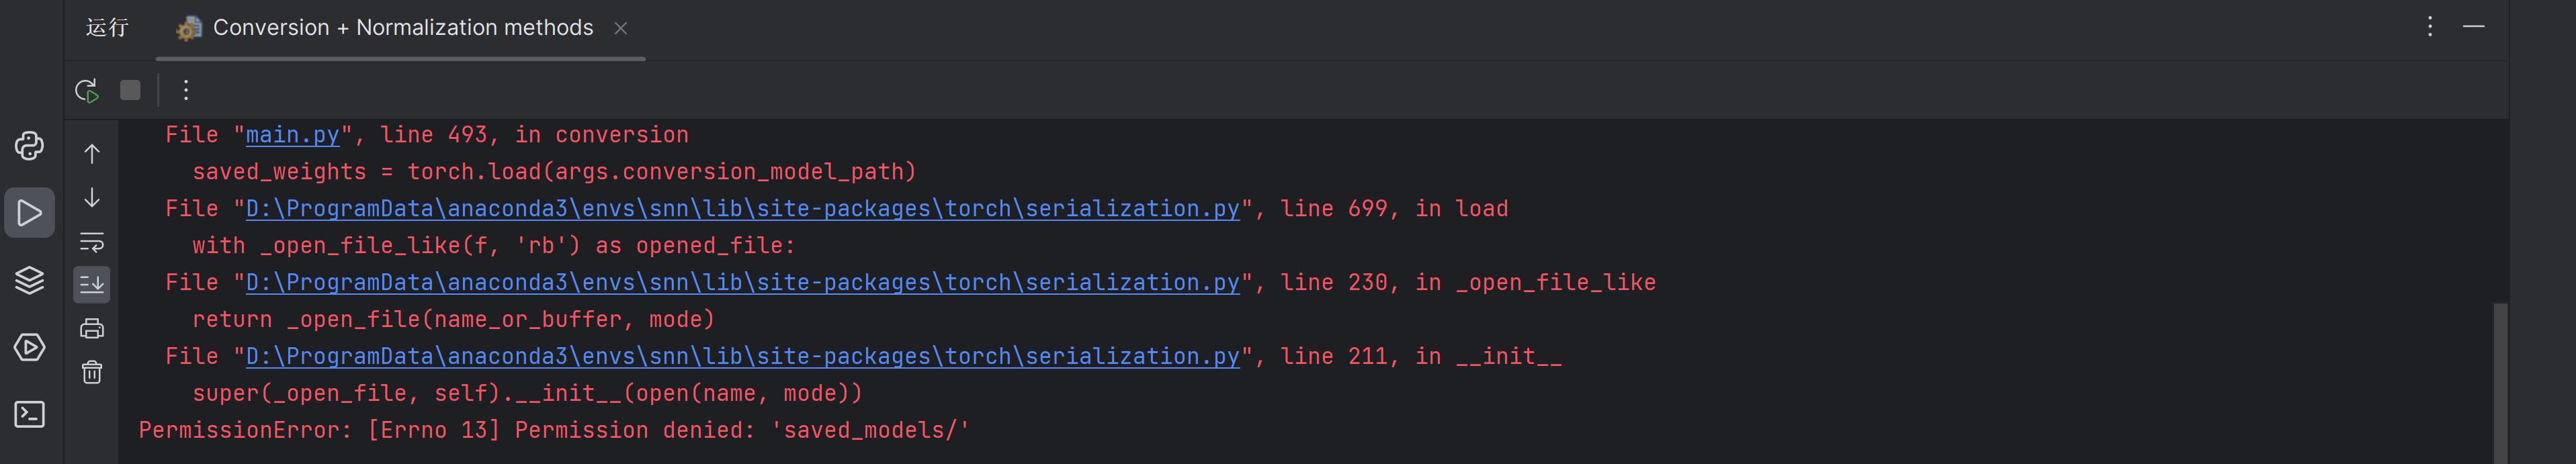 运行
Conversion + Normalization methods
File "main.py", line 493, in conversion
saved_weights = torch.load(args.conversion_model_path)
File "D:\ProgramData\anaconda3\envs\snn\lib\site-packages\torch\serialization.py", line 699, in load
with _open_file_like(f, 'rb') as opened_file:
File "D:\ProgramData\anaconda3\envs\snn\lib\site-packages\torch\serialization.py", line 230, in _open_file_like
return _open_file(name_or_buffer, mode)
File "D:\ProgramData\anaconda3\envs\snn\lib\site-packages\torch\serialization.py", line 211, in __init__
super(_open_file, self).__init__(open(name, mode))
PermissionError: [Errno 13] Permission denied: 'saved_models/'